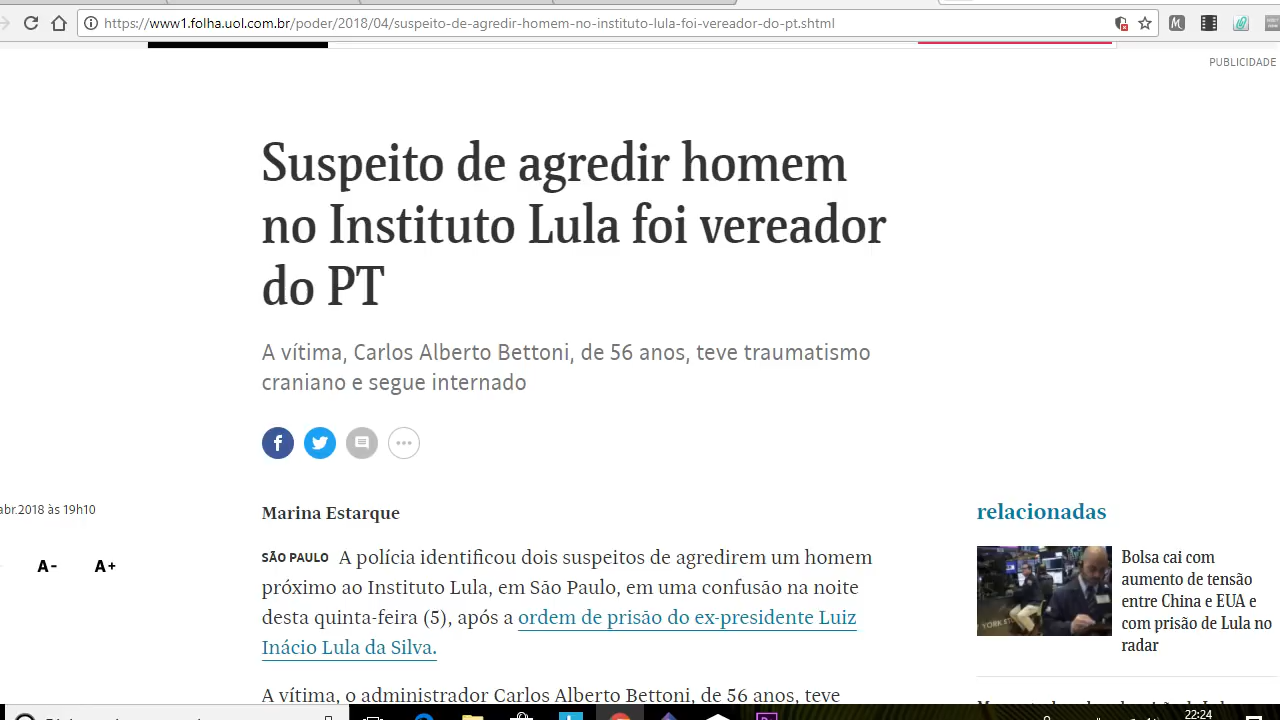 https://www1.folha.uol.com.br/poder/2018/04/suspeito-de-agredir-homem-no-instituto-lula-foi-vereador-do-pt.shtml
PUBLICIDADE
Suspeito de agredir homem
no Instituto Lula foi vereador
do PT
A vítima, Carlos Alberto Bettoni, de 56 anos, teve traumatismo
craniano e segue internado
abr.2018 às 19h10
A- A+
Marina Estarque
SÃO PAULO A polícia identificou dois suspeitos de agredirem um homem
próximo ao Instituto Lula, em São Paulo, em uma confusão na noite
desta quinta-feira (5), após a ordem de prisão do ex-presidente Luiz
Inácio Lula da Silva.
A vítima, o administrador Carlos Alberto Bettoni, de 56 anos, teve
relacionadas
Bolsa cai com
aumento de tensão
entre China e EUA e
com prisão de Lula no
radar
22:24